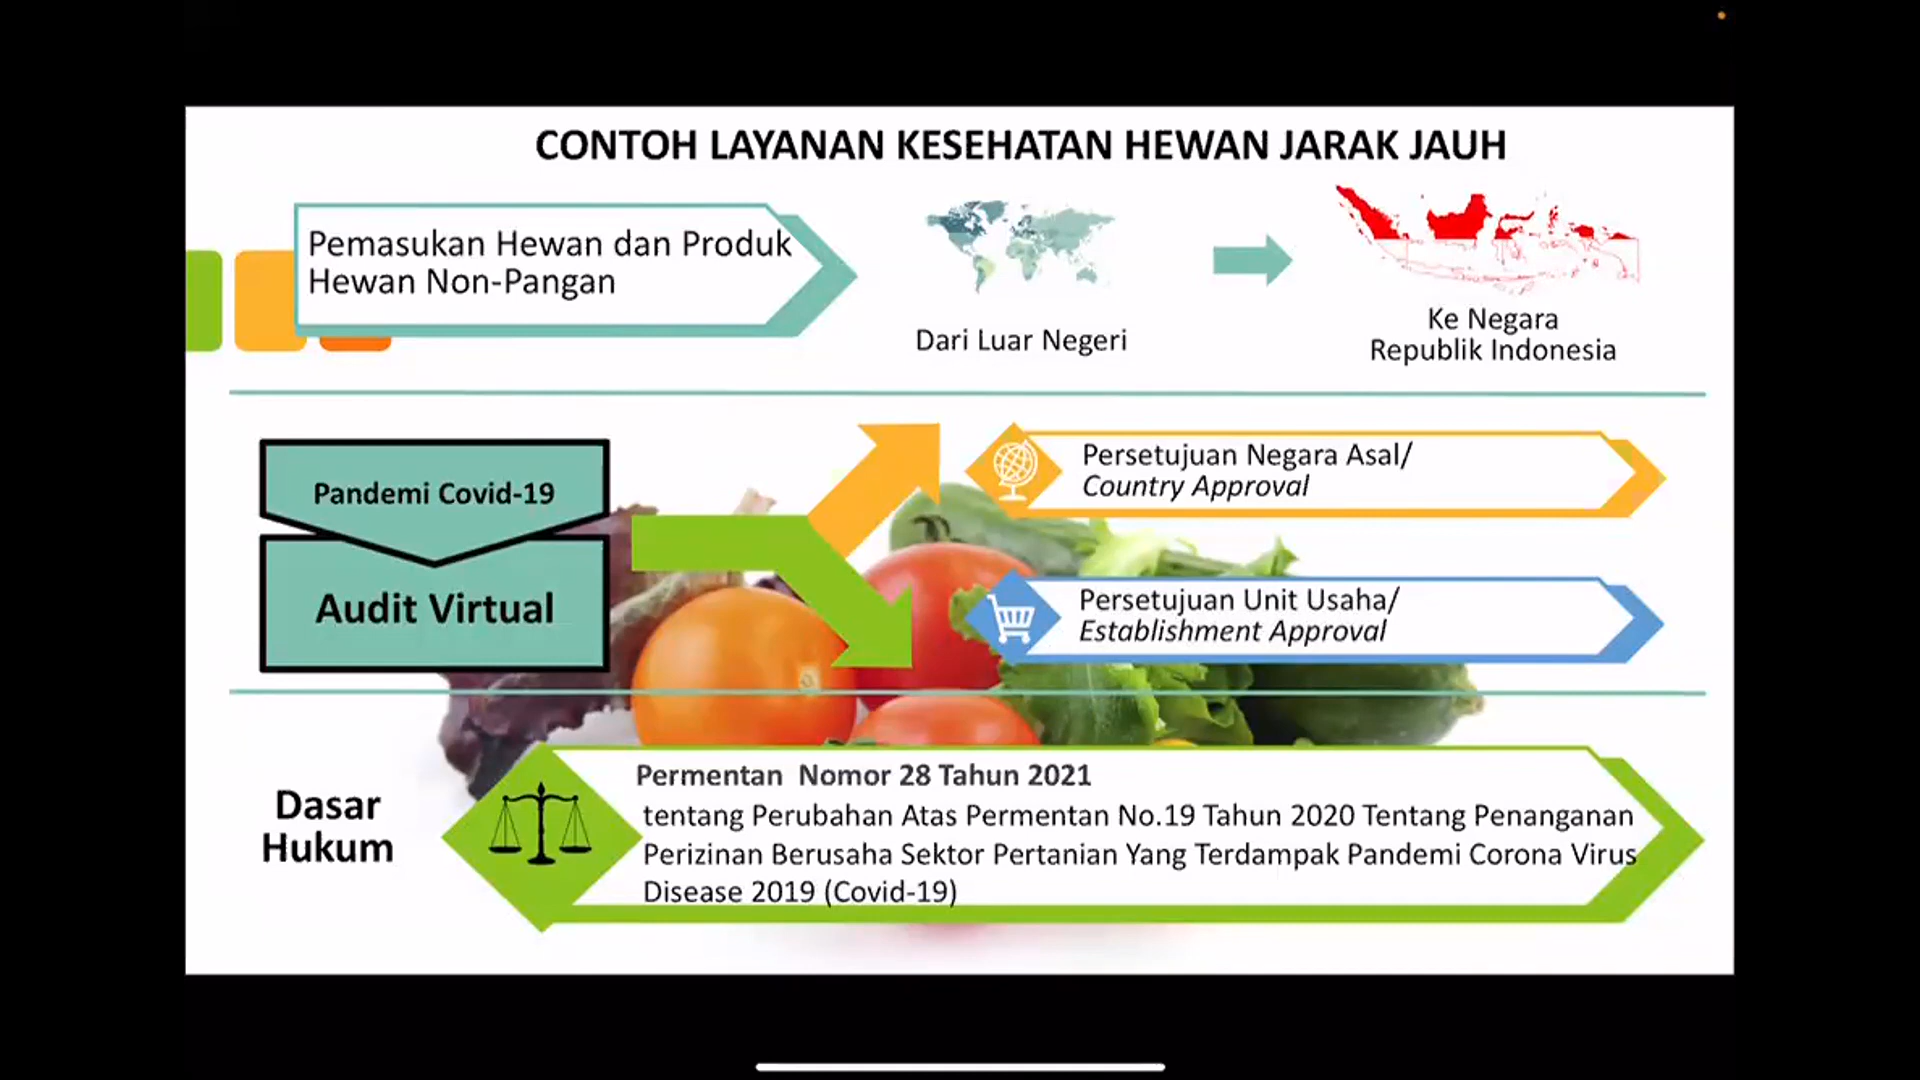 CONTOH LAYANAN KESEHATAN HEWAN JARAK JAUH
Pemasukan Hewan dan Produk
Hewan Non-Pangan
Dari Luar Negeri
Ke Negara
Republik Indonesia
Pandemi Covid-19
Audit Virtual
Persetujuan Negara Asal/
Country Approval
Persetujuan Unit Usaha/
Establishment Approval
Dasar
Hukum
Permentan Nomor 28 Tahun 2021
tentang Perubahan Atas Permentan No.19 Tahun 2020 Tentang Penanganan
Perizinan Berusaha Sektor Pertanian Yang Terdampak Pandemi Corona Virus
Disease 2019 (Covid-19)